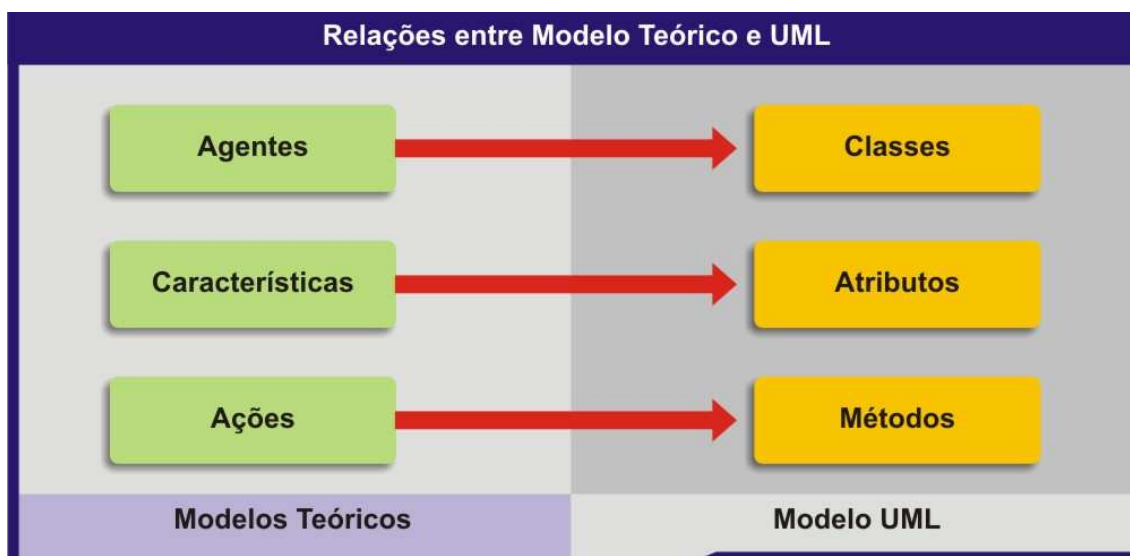 Relações entre Modelo Teórico e UML
Agentes
Classes
Características
Atributos
Ações
Métodos
Modelos Teóricos
Modelo UML